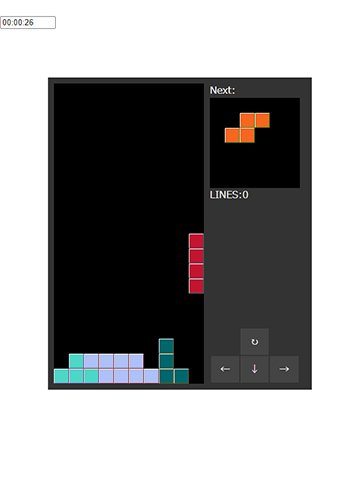 00:00:26
Next:
LINES:0
↻
← ↓ →